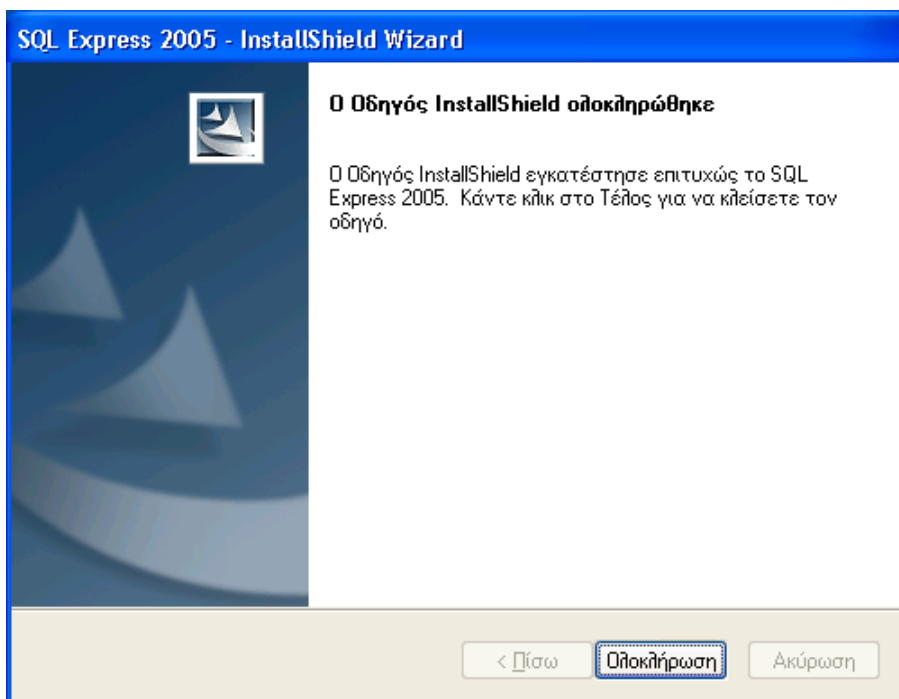 SQL Express 2005 - InstallShield Wizard
Ο Οδηγός InstallShield ολοκληρώθηκε
Ο Οδηγός InstallShield εγκατέστησε επιτυχώς το SQL
Express 2005. Κάντε κλικ στο Τέλος για να κλείσετε τον
οδηγό.
< Πίσω Ολοκλήρωση Ακύρωση